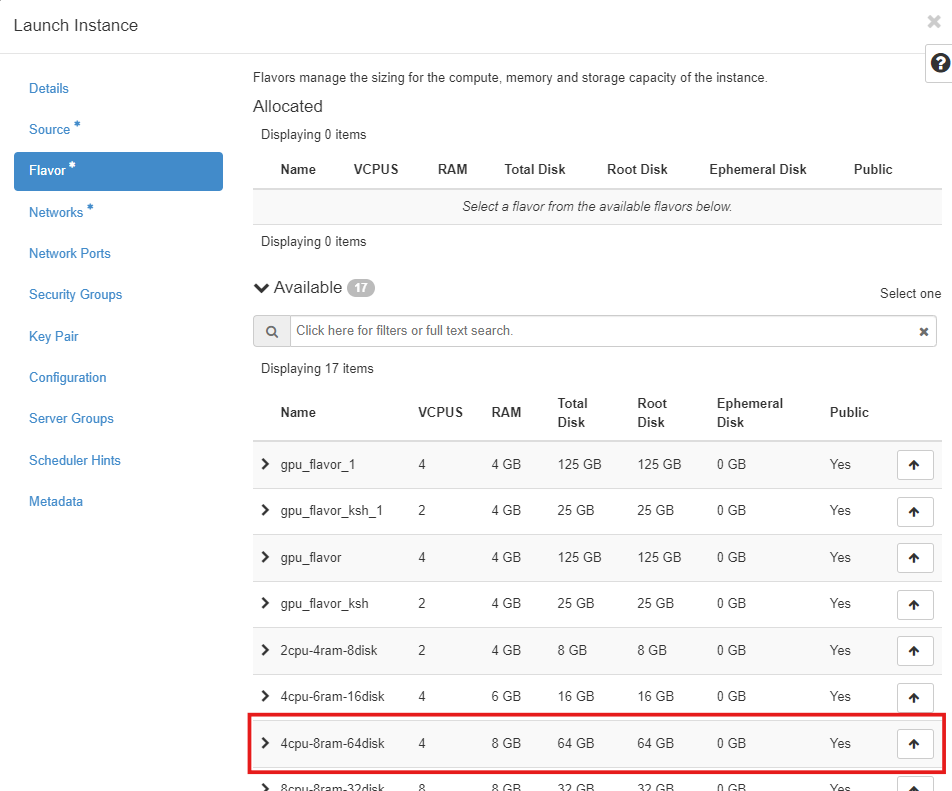 Launch Instance
Details
Source *
Flavor *
Networks *
Network Ports
Security Groups
Key Pair
Configuration
Server Groups
Scheduler Hints
Metadata
Flavors manage the sizing for the compute, memory and storage capacity of the instance.
Allocated
Displaying 0 items
Name VCPUS RAM Total Disk Root Disk Ephemeral Disk Public
Select a flavor from the available flavors below.
Displaying 0 items
Available 17
Select one
Click here for filters or full text search.
Displaying 17 items
Name VCPUS RAM Total Disk Root Disk Ephemeral Disk Public
gpu_flavor_1 4 4 GB 125 GB 125 GB 0 GB Yes
gpu_flavor_ksh_1 2 4 GB 25 GB 25 GB 0 GB Yes
gpu_flavor 4 4 GB 125 GB 125 GB 0 GB Yes
gpu_flavor_ksh 2 4 GB 25 GB 25 GB 0 GB Yes
2cpu-4ram-8disk 2 4 GB 8 GB 8 GB 0 GB Yes
4cpu-6ram-16disk 4 6 GB 16 GB 16 GB 0 GB Yes
4cpu-8ram-64disk 4 8 GB 64 GB 64 GB 0 GB Yes
8cpu-8ram-32disk 8 8 GB 32 GB 32 GB 0 GB Yes